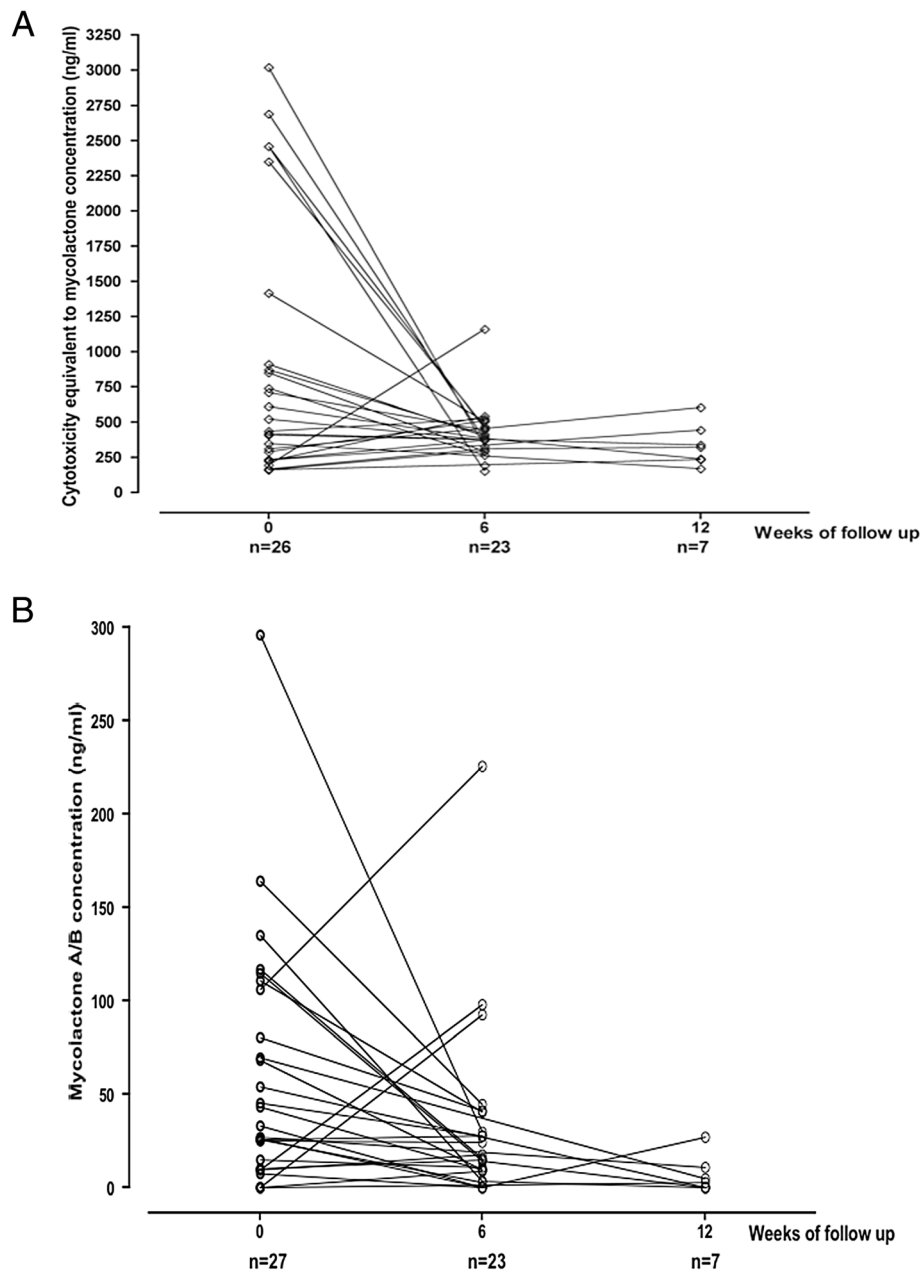 A
Cytotoxicity equivalent to mycolactone concentration (ng/ml)
3250
3000
2750
2500
2250
2000
1750
1500
1250
1000
750
500
250
0
0 6 12 Weeks of follow up
n=26 n=23 n=7
B
Mycolactone A/B concentration (ng/ml)
300
250
200
150
100
50
0
0 6 12 Weeks of follow up
n=27 n=23 n=7